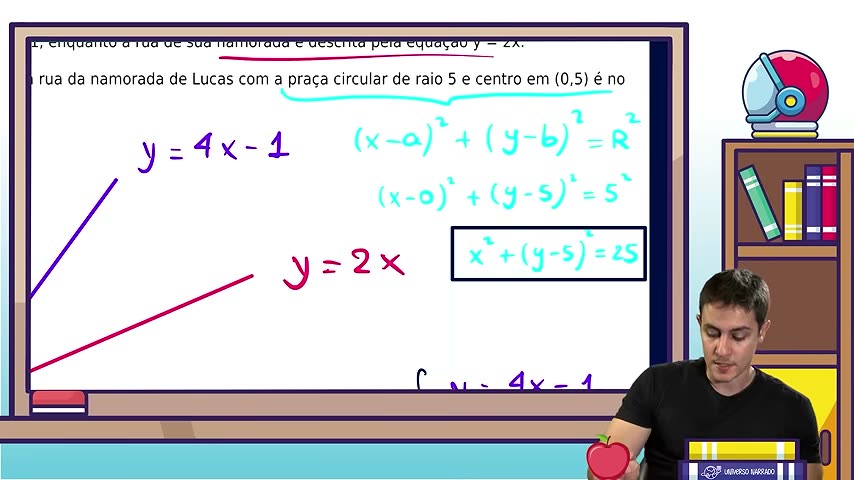 1, enquanto a rua de sua namorada é descrita pela equação y = 2x.
a rua da namorada de Lucas com a praça circular de raio 5 e centro em (0,5) é no
y = 4x - 1
(x-a)² + (y-b)² = R²
(x-0)² + (y-5)² = 5²
x² + (y-5)² = 25
y = 2x
y = 4x - 1
UNIVERSO NARRADO